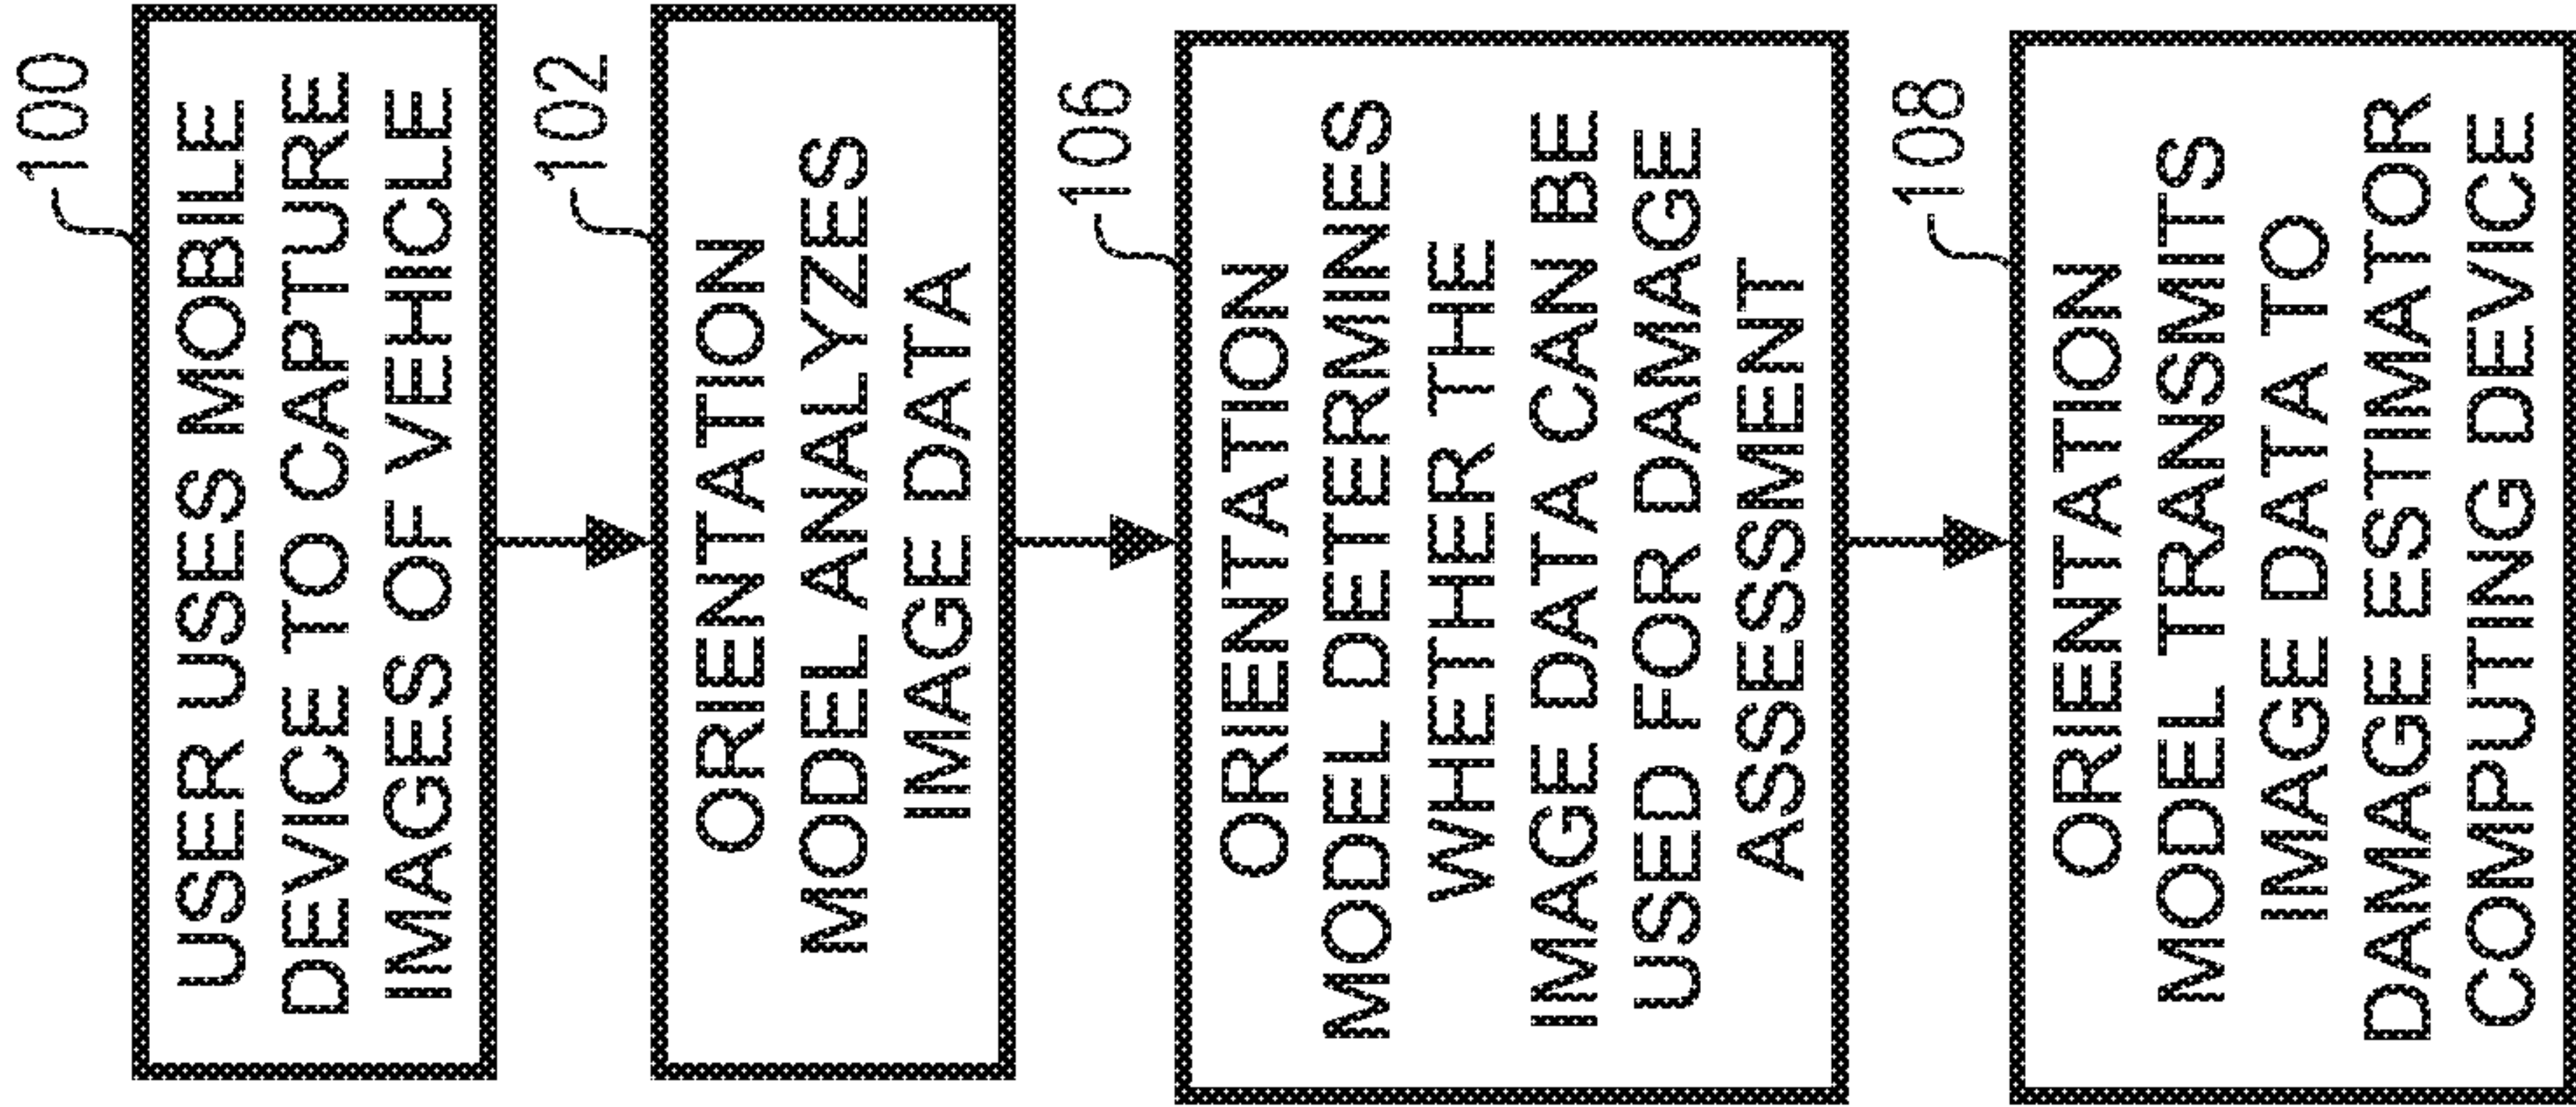 100
USER USES MOBILE
DEVICE TO CAPTURE
IMAGES OF VEHICLE
102
ORIENTATION
MODEL ANALYZES
IMAGE DATA
106
ORIENTATION
MODEL DETERMINES
WHETHER THE
IMAGE DATA CAN BE
USED FOR DAMAGE
ASSESSMENT
108
ORIENTATION
MODEL TRANSMITS
IMAGE DATA TO
DAMAGE ESTIMATOR
COMPUTING DEVICE